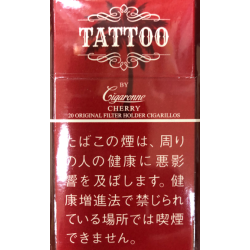 TATTOO
BY
Cigaronne
CHERRY
20 ORIGINAL FILTER HOLDER CIGARILLOS
たばこの煙は、周り
の人の健康に悪影
響を及ぼします。健
康増進法で禁じられ
ている場所では喫煙
できません。